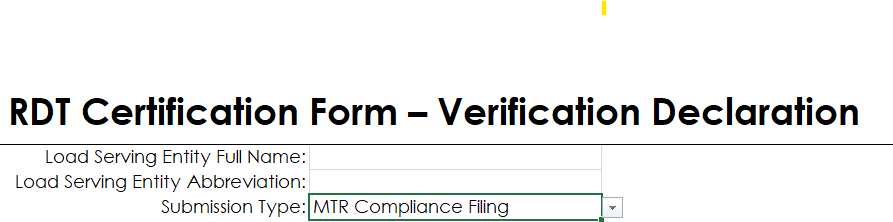 RDT Certification Form – Verification Declaration
Load Serving Entity Full Name:
Load Serving Entity Abbreviation:
Submission Type: MTR Compliance Filing